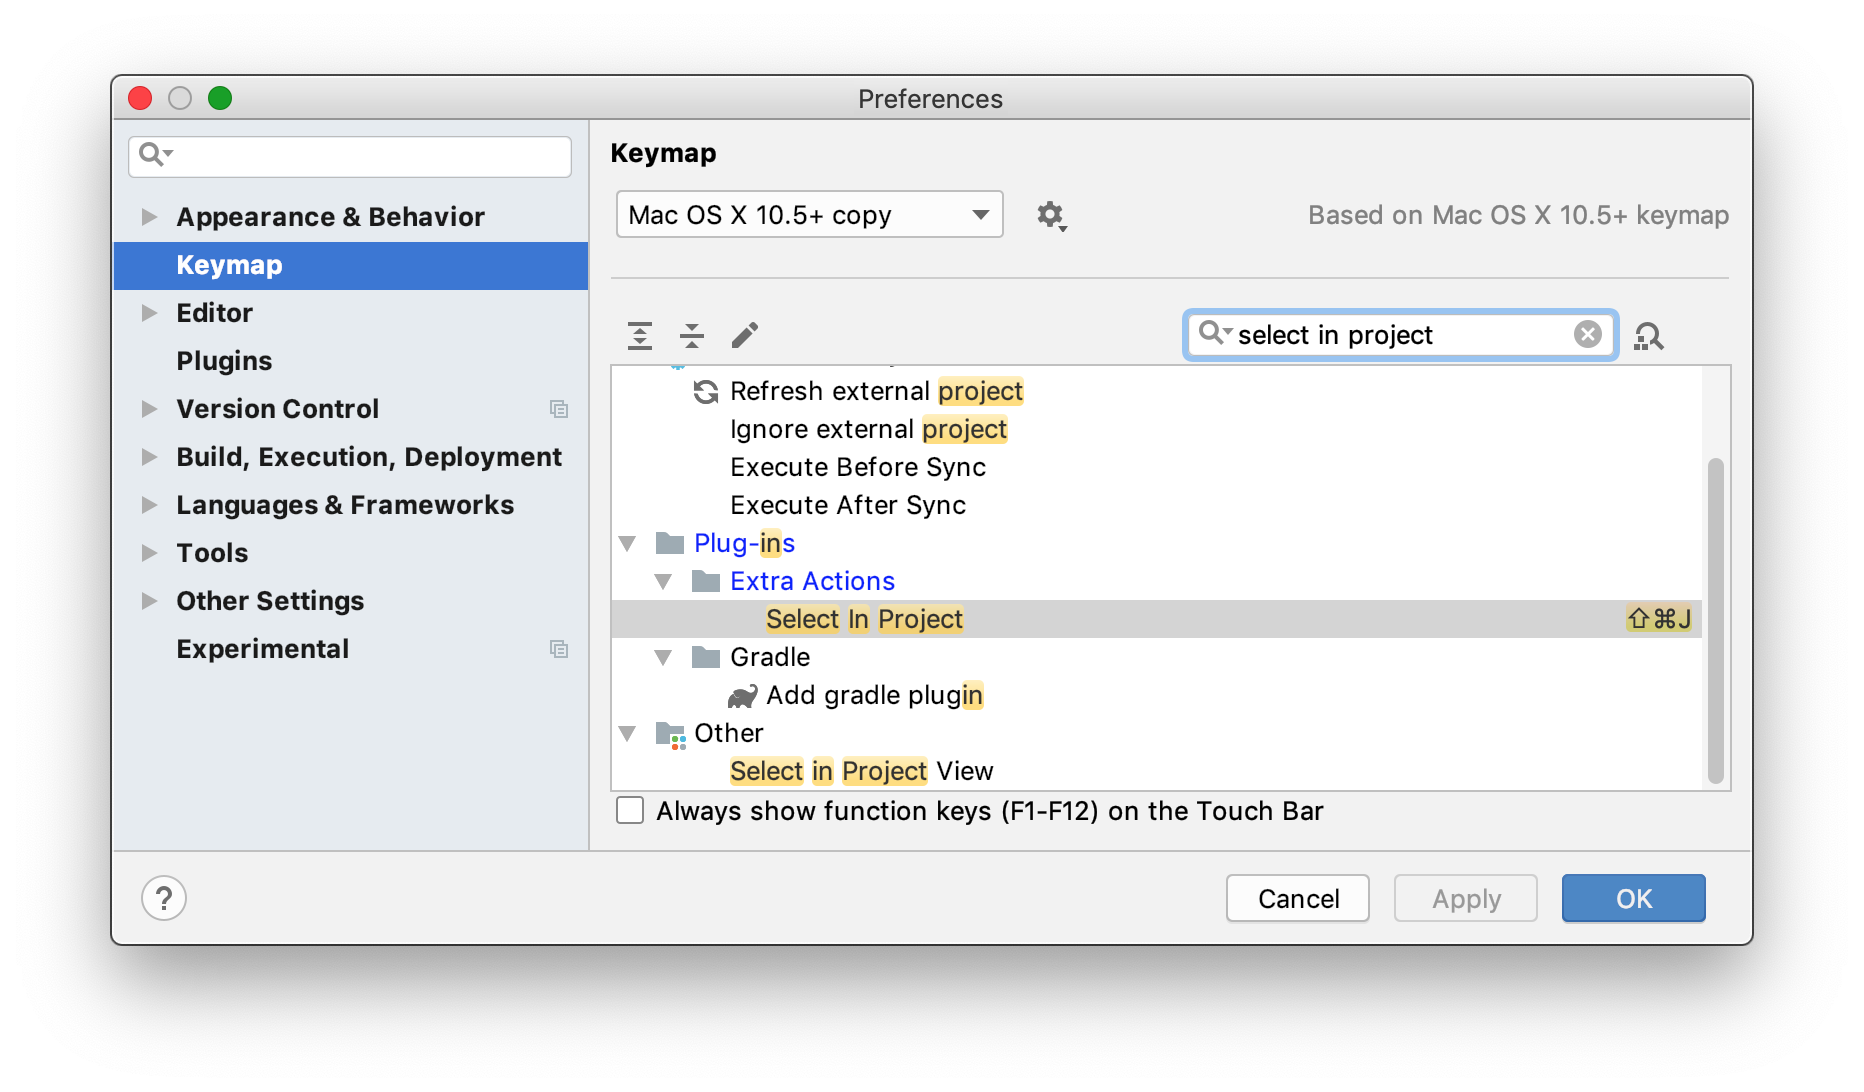 Preferences
Appearance & Behavior
Keymap
Editor
Plugins
Version Control
Build, Execution, Deployment
Languages & Frameworks
Tools
Other Settings
Experimental
Keymap
Mac OS X 10.5+ copy
Based on Mac OS X 10.5+ keymap
select in project
Refresh external project
Ignore external project
Execute Before Sync
Execute After Sync
Plug-ins
Extra Actions
Select In Project ⇧⌘J
Gradle
Add gradle plugin
Other
Select in Project View
Always show function keys (F1-F12) on the Touch Bar
?
Cancel
Apply
OK